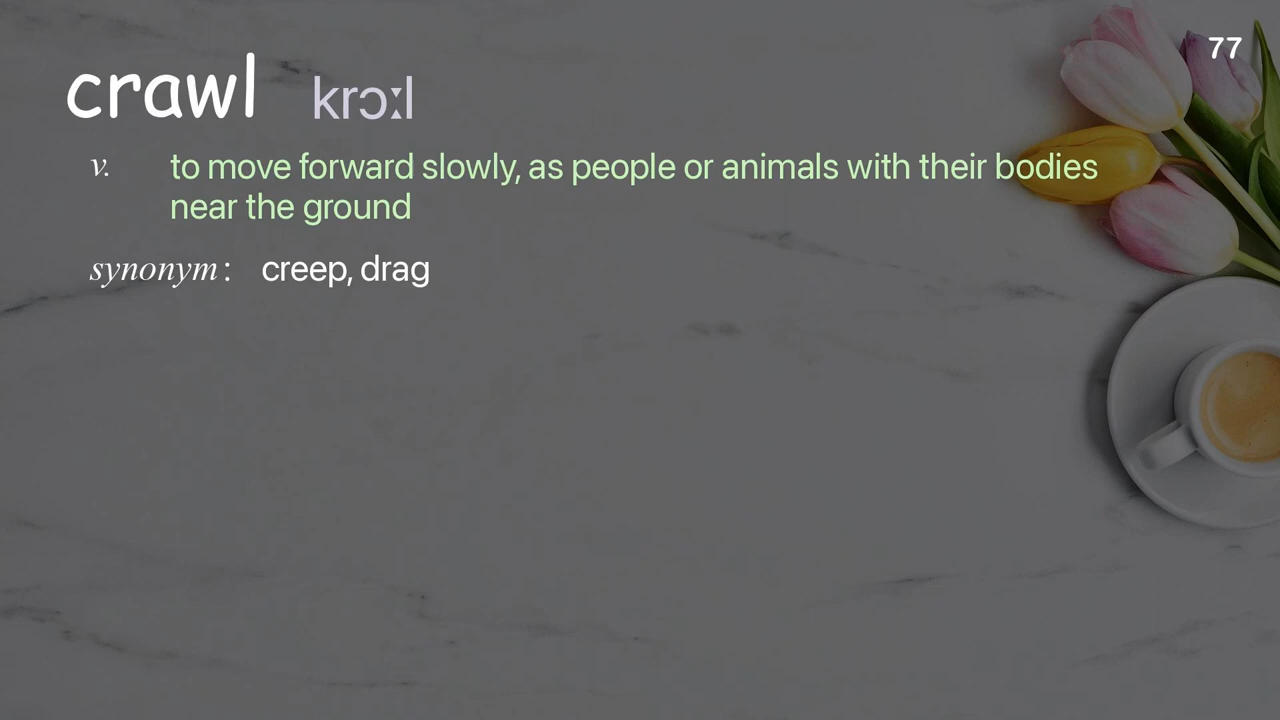 77
crawl krɔːl
v. to move forward slowly, as people or animals with their bodies
near the ground
synonym: creep, drag